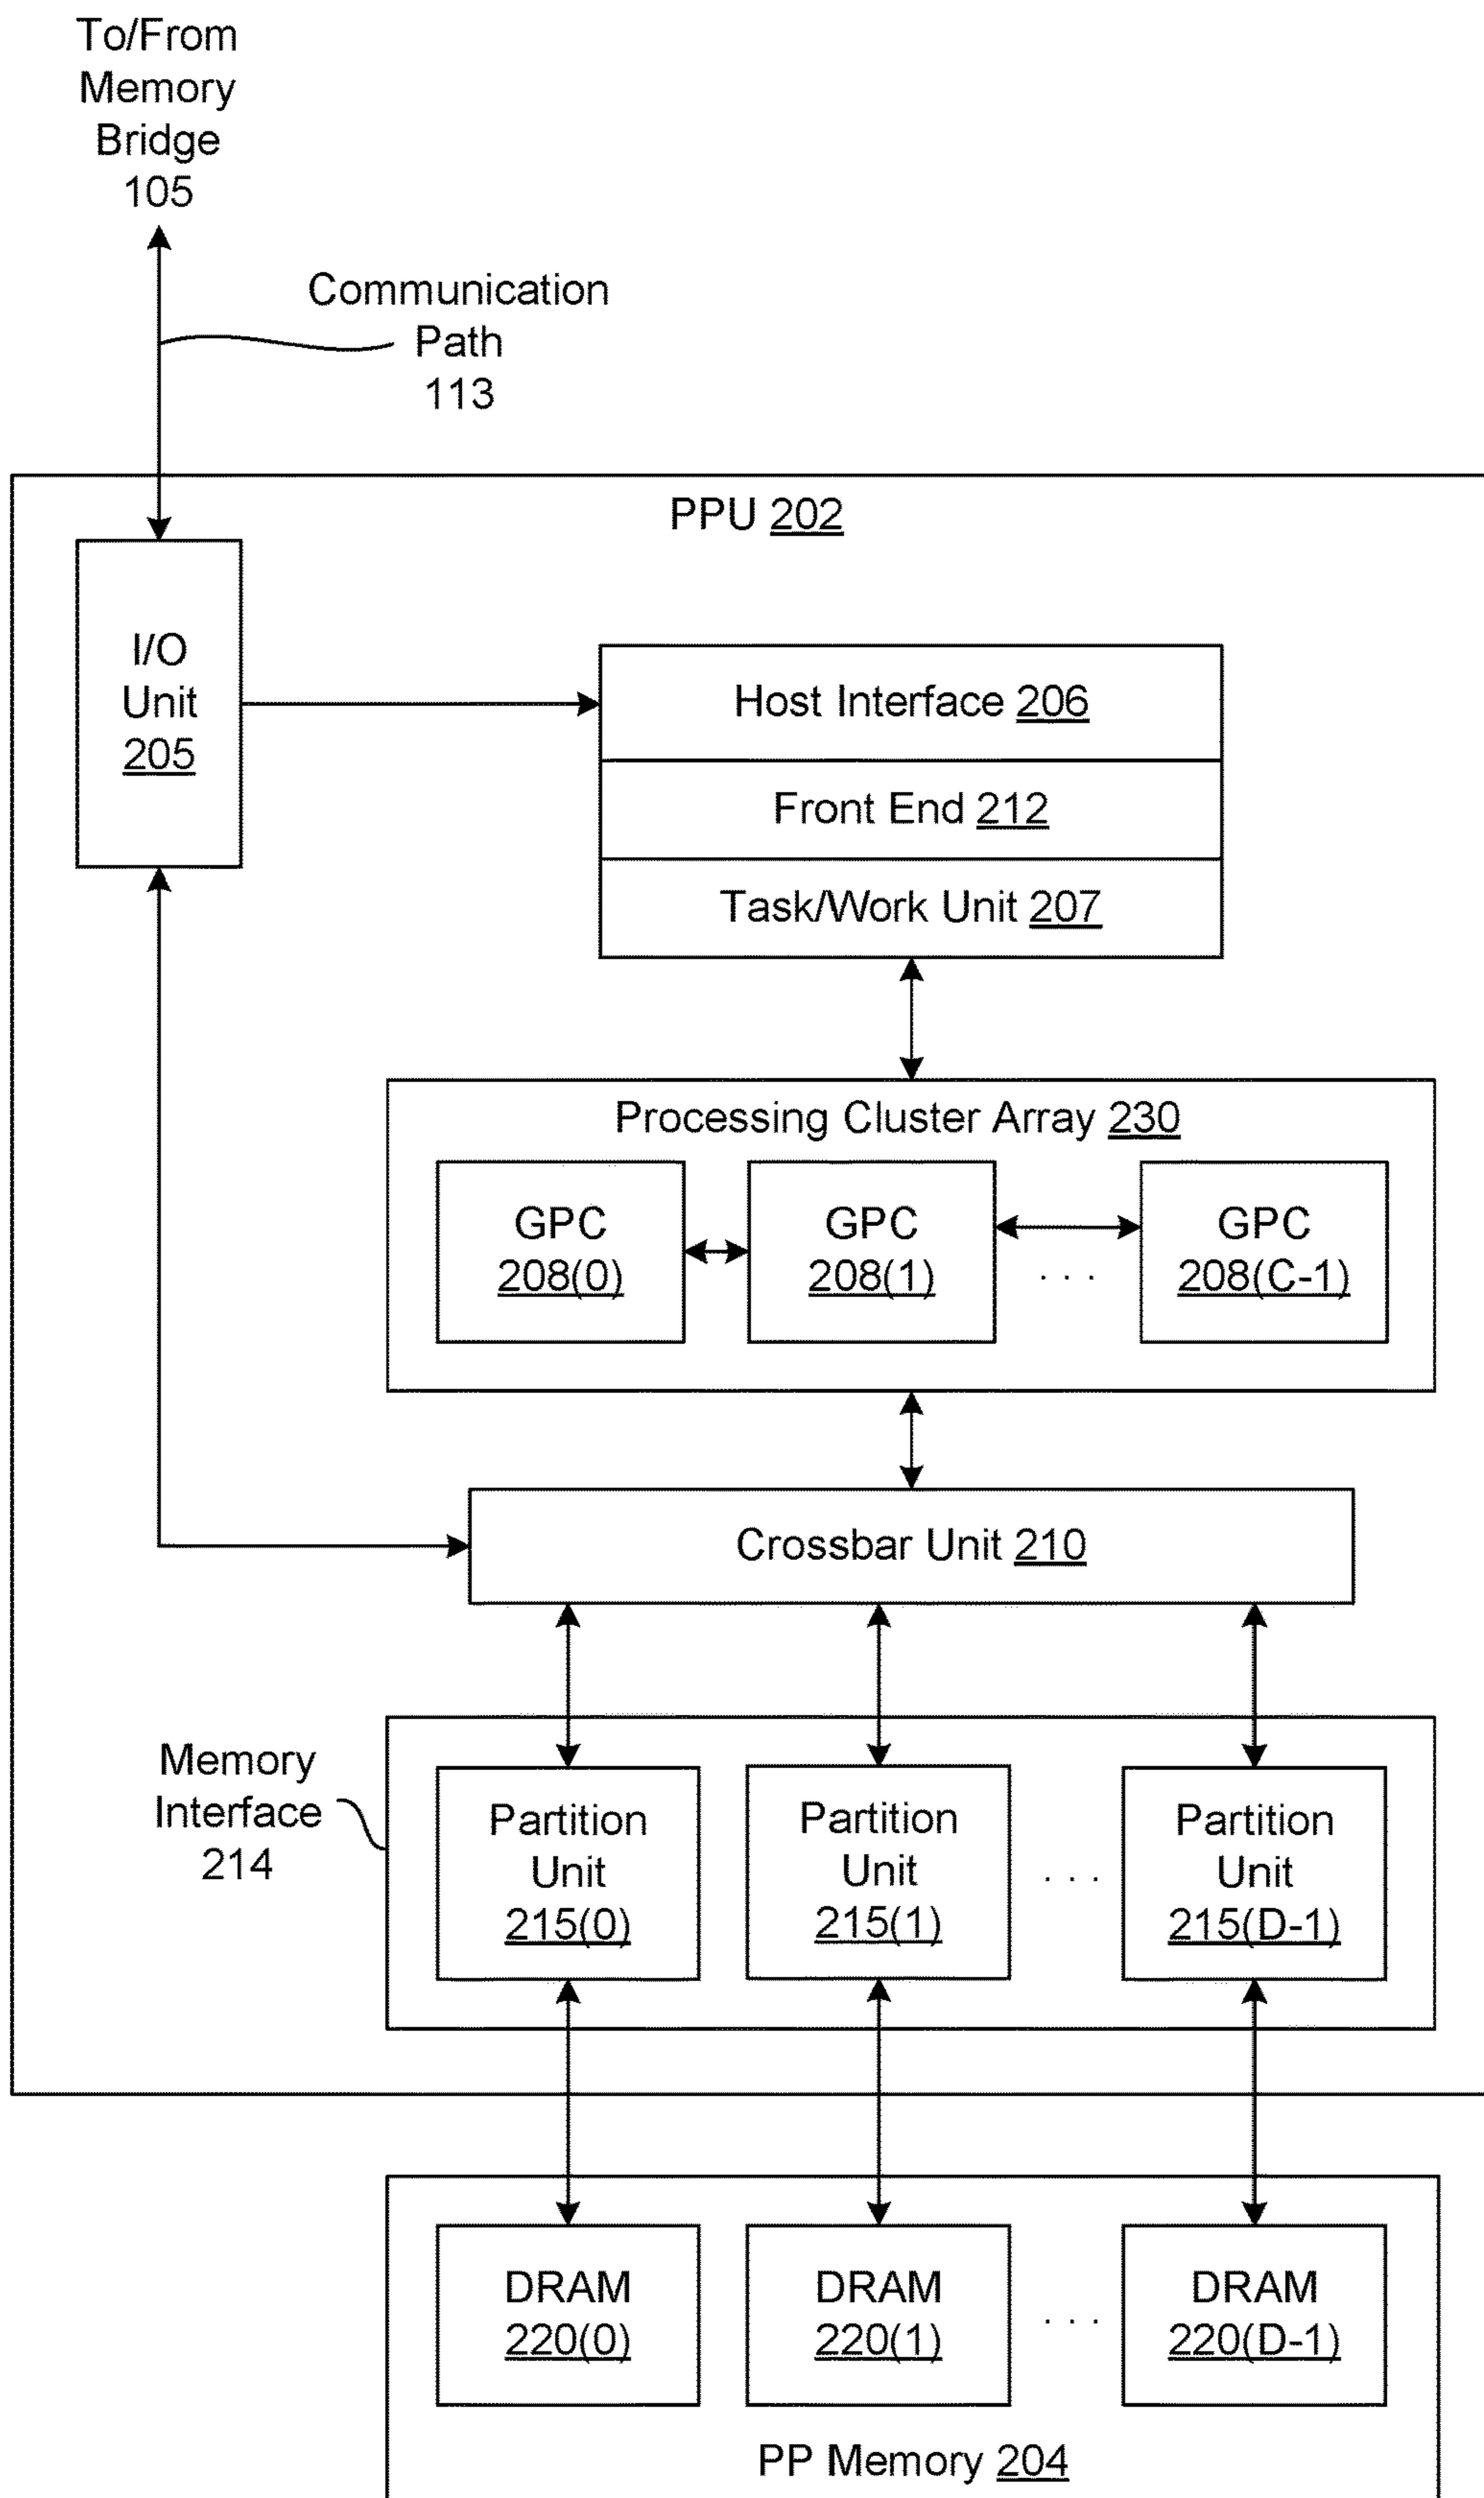 To/From
Memory
Bridge
105
Communication
Path
113
PPU 202
I/O
Unit
205
Host Interface 206
Front End 212
Task/Work Unit 207
Processing Cluster Array 230
GPC
208(0)
GPC
208(1)
. . .
GPC
208(C-1)
Crossbar Unit 210
Memory
Interface
214
Partition
Unit
215(0)
Partition
Unit
215(1)
. . .
Partition
Unit
215(D-1)
DRAM
220(0)
DRAM
220(1)
. . .
DRAM
220(D-1)
PP Memory 204